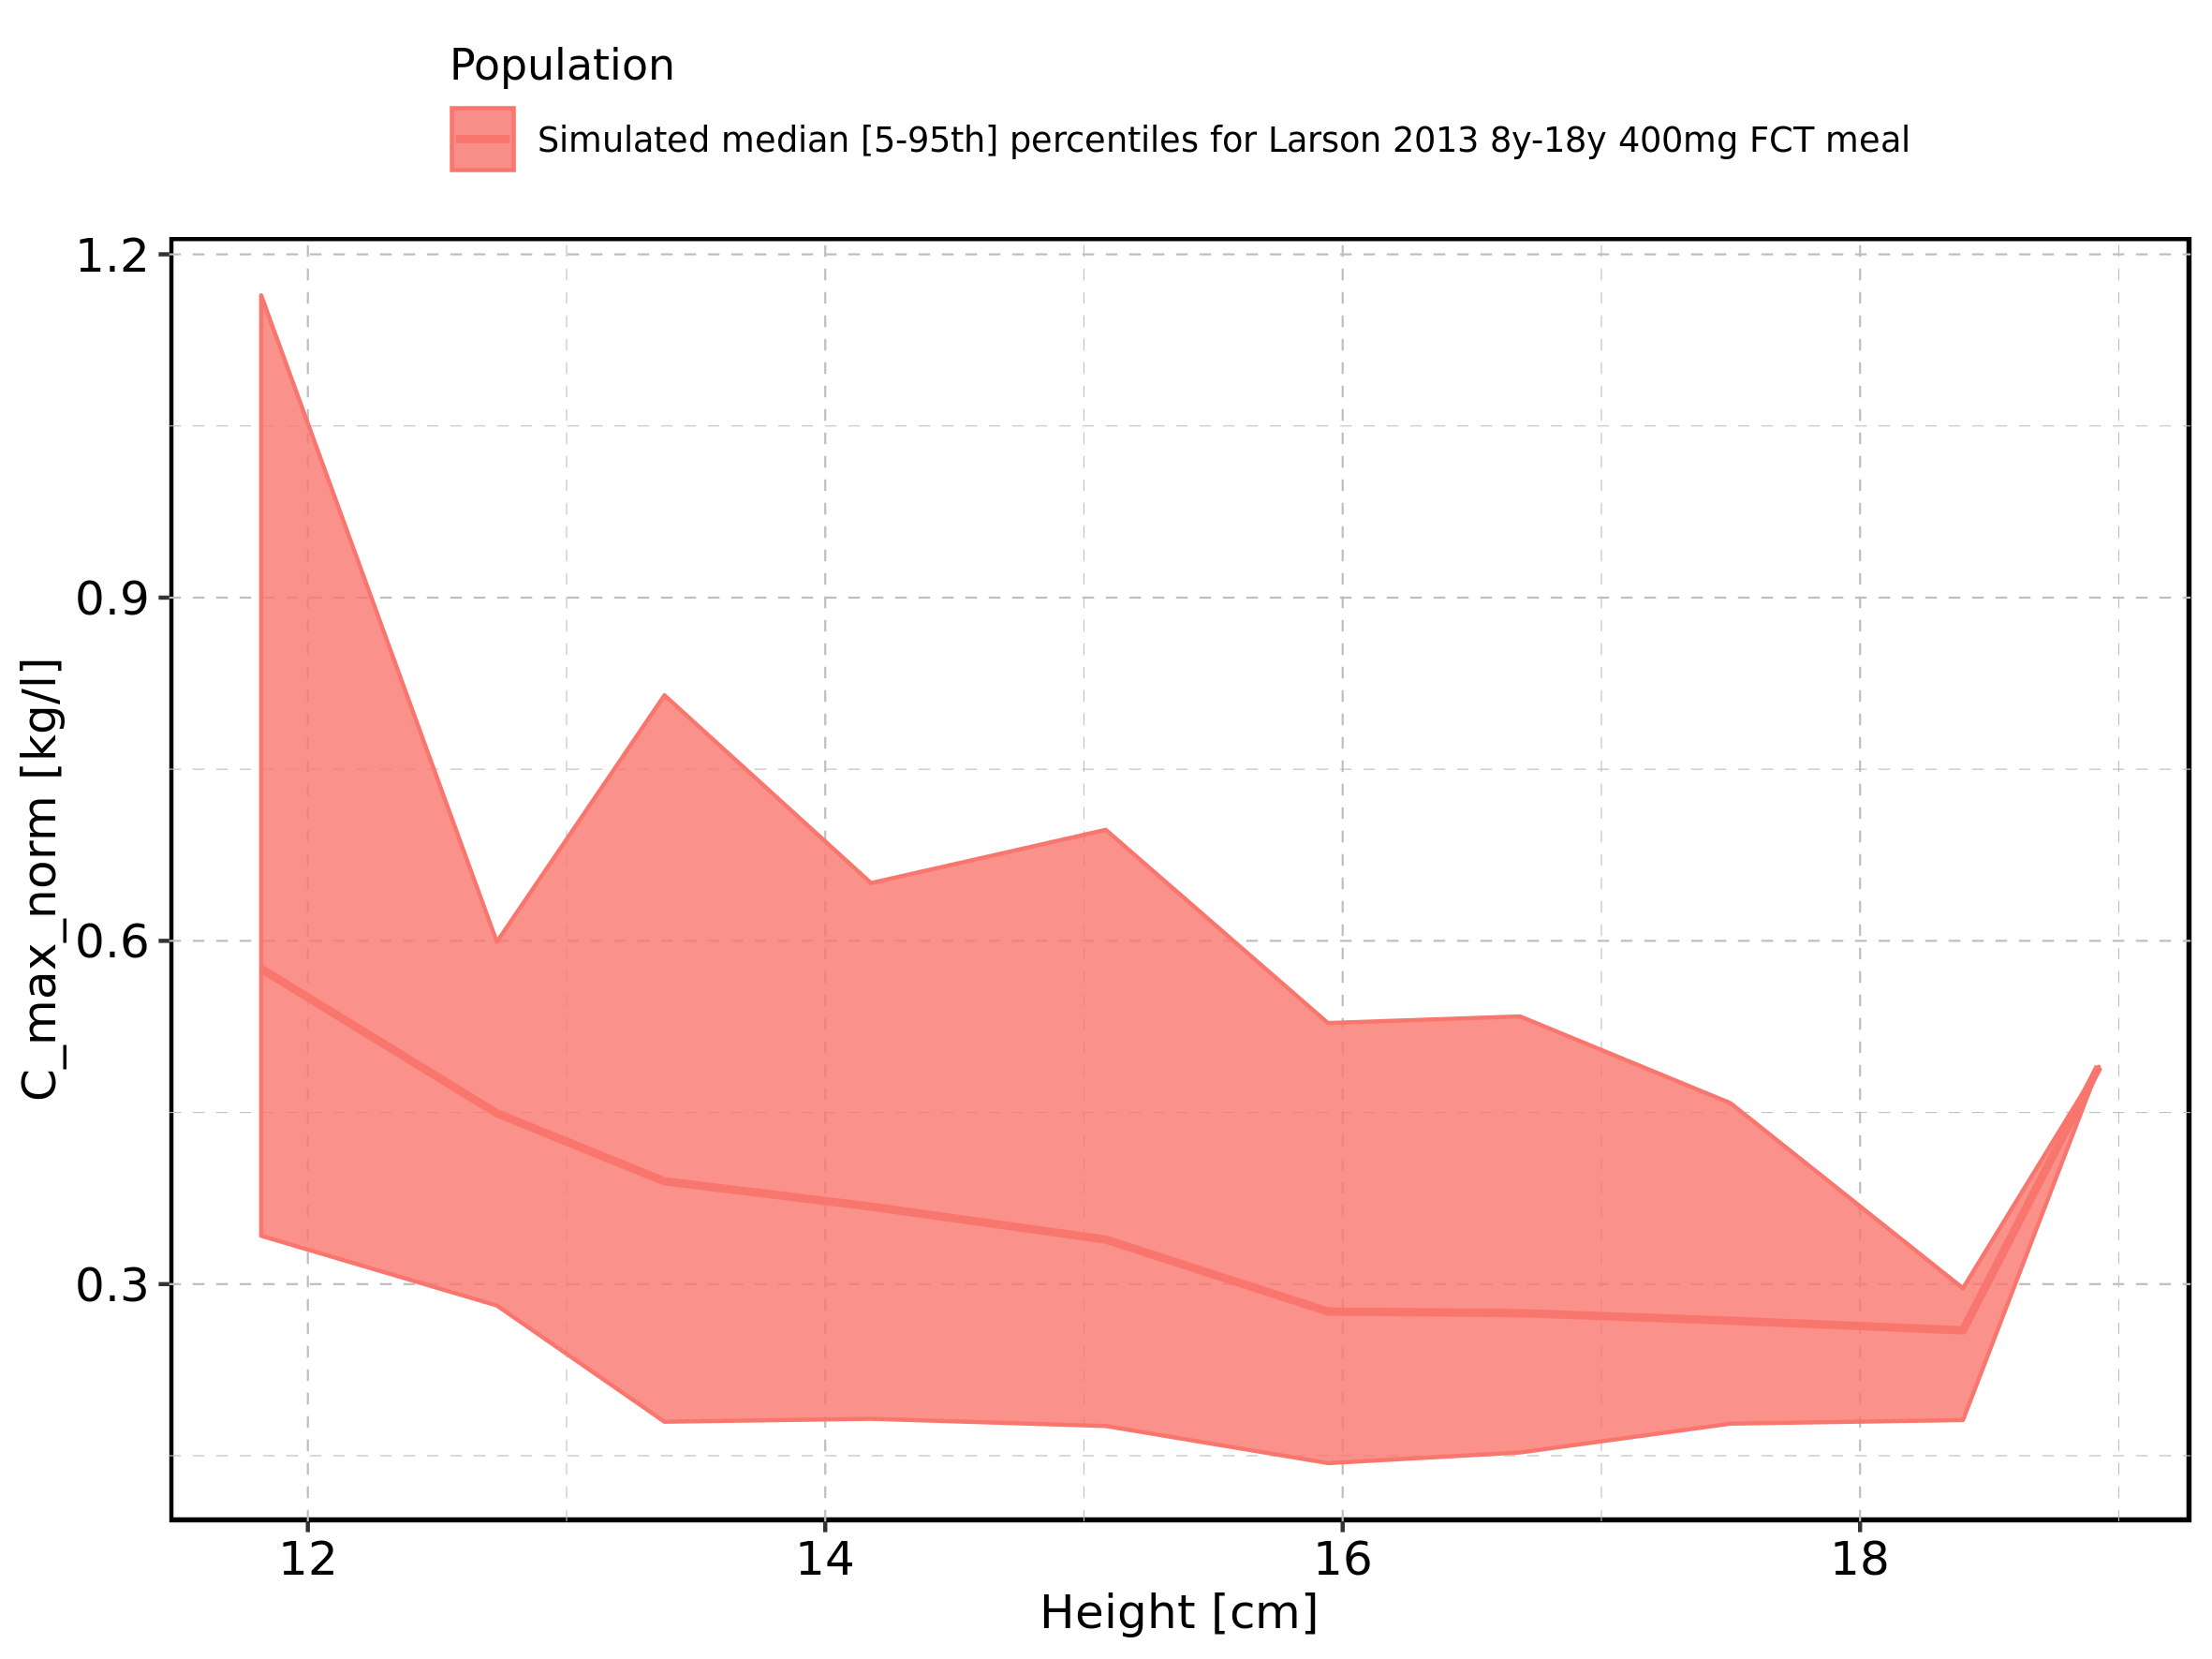 Population
Simulated median [5-95th] percentiles for Larson 2013 8y-18y 400mg FCT meal
C_max_norm [kg/l]
1.2
0.9
0.6
0.3
12
14
16
18
Height [cm]